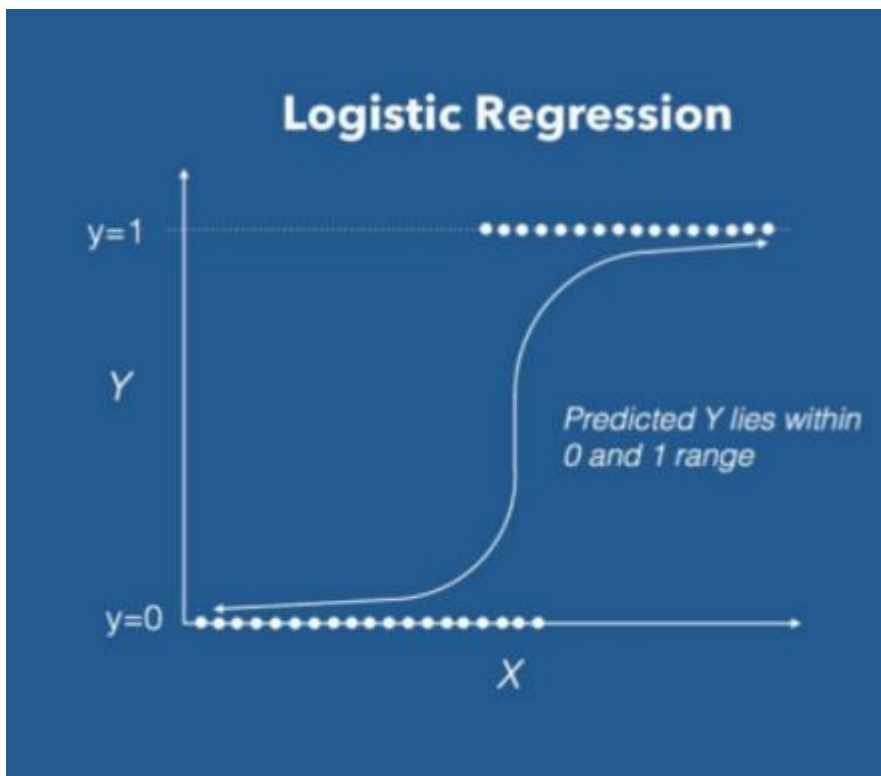 Logistic Regression
y=1
Y
Predicted Y lies within
0 and 1 range
y=0
X